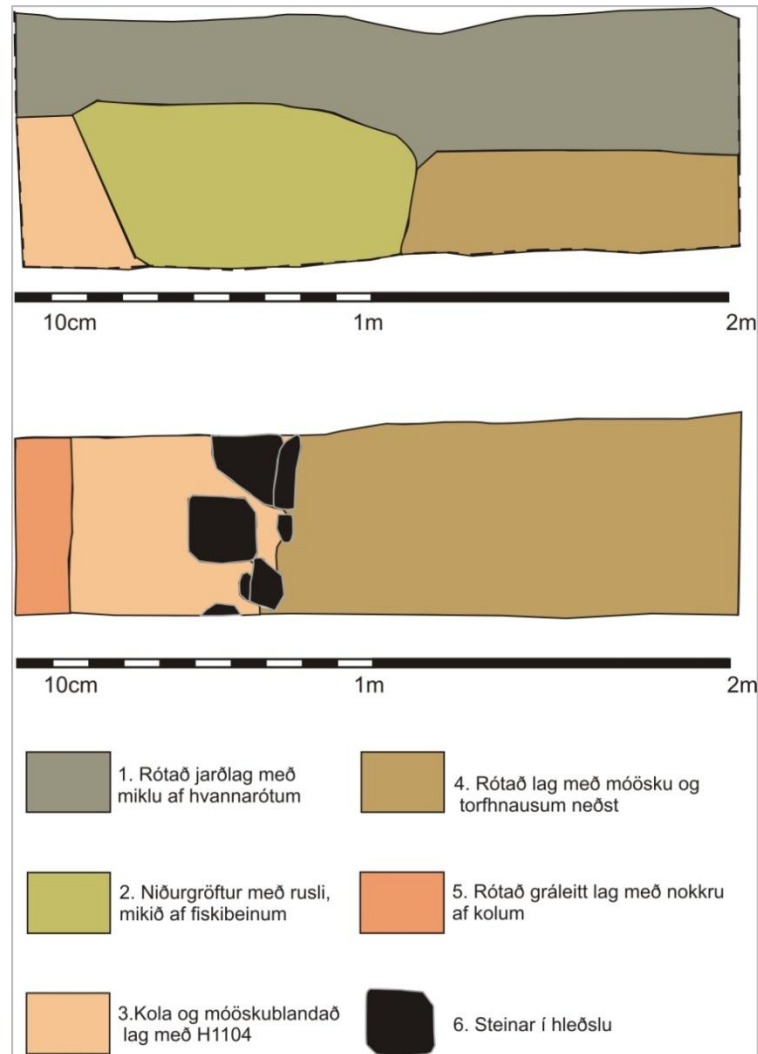 10cm 1m 2m
10cm 1m 2m
1. Rótað jarðlag með
miklu af hvannarótum
2. Niðurgröftur með rusli,
mikið af fiskibeinum
3.Kola og móöskublandað
lag með H1104
4. Rótað lag með móösku og
torfhnausum neðst
5. Rótað gráleitt lag með nokkru
af kolum
6. Steinar í hleðslu